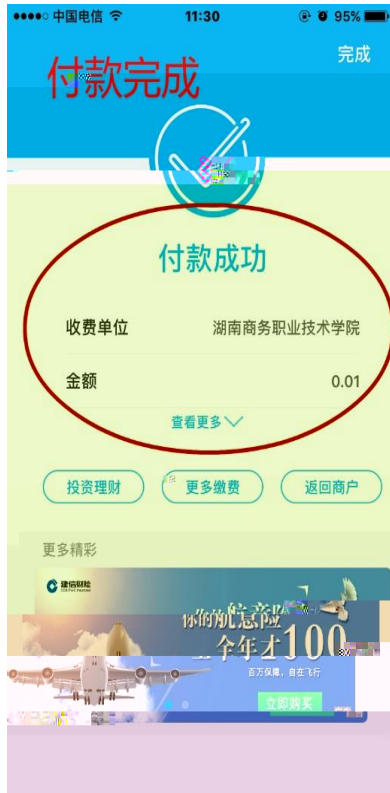 中国电信 11:30 95%
完成
付款完成
付款成功
收费单位 湖南商务职业技术学院
金额 0.01
查看更多
投资理财 更多缴费 返回商户
更多精彩
建信财险
你的航意险
全年才100
百万保障，自在飞行
立即购买